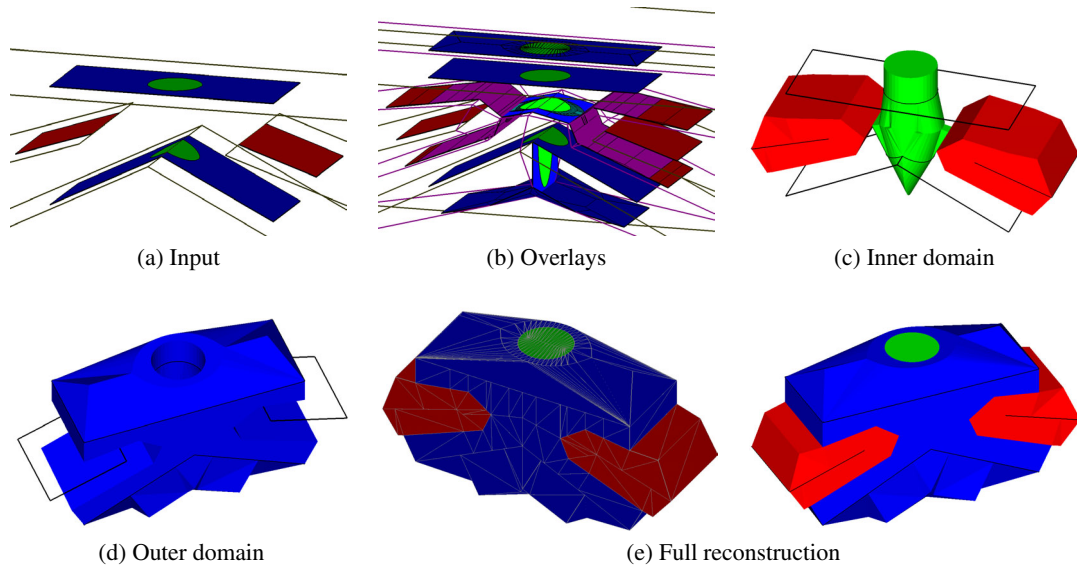 (a) Input
(b) Overlays
(c) Inner domain
(d) Outer domain
(e) Full reconstruction